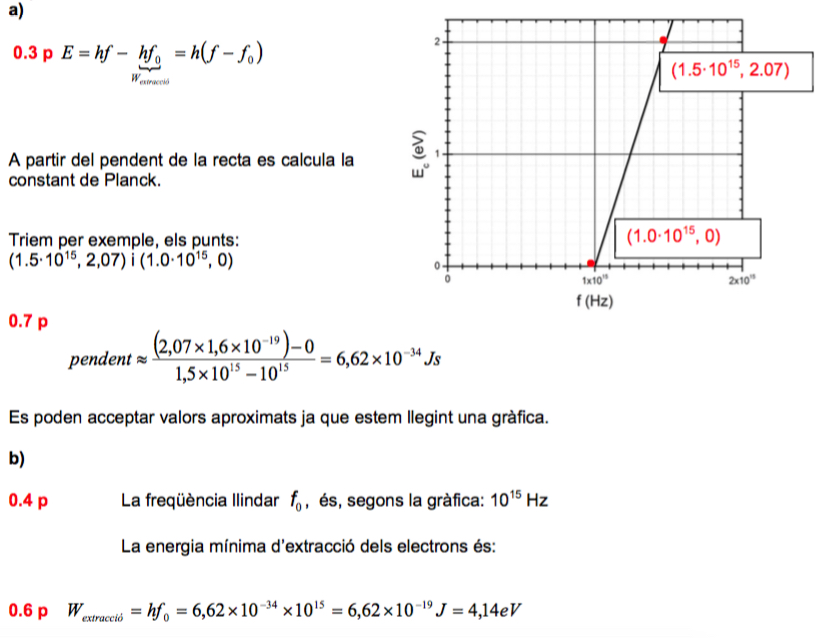 a)
0.3 p E = hf − hf₀ = h(f − f₀)
W extracció
A partir del pendent de la recta es calcula la
constant de Planck.
Triem per exemple, els punts:
(1.5·10¹⁵, 2,07) i (1.0·10¹⁵, 0)
2
1
0
E_c (eV)
(1.5·10¹⁵, 2.07)
(1.0·10¹⁵, 0)
0
1x10¹⁵
2x10¹⁵
f (Hz)
0.7 p
pendent ≈ ((2,07×1,6×10⁻¹⁹)−0)/(1,5×10¹⁵ −10¹⁵) = 6,62×10⁻³⁴ Js
Es poden acceptar valors aproximats ja que estem llegint una gràfica.
b)
0.4 p La freqüència llindar f₀, és, segons la gràfica: 10¹⁵ Hz
La energia mínima d'extracció dels electrons és:
0.6 p W extracció = hf₀ = 6,62×10⁻³⁴ ×10¹⁵ = 6,62×10⁻¹⁹ J = 4,14eV